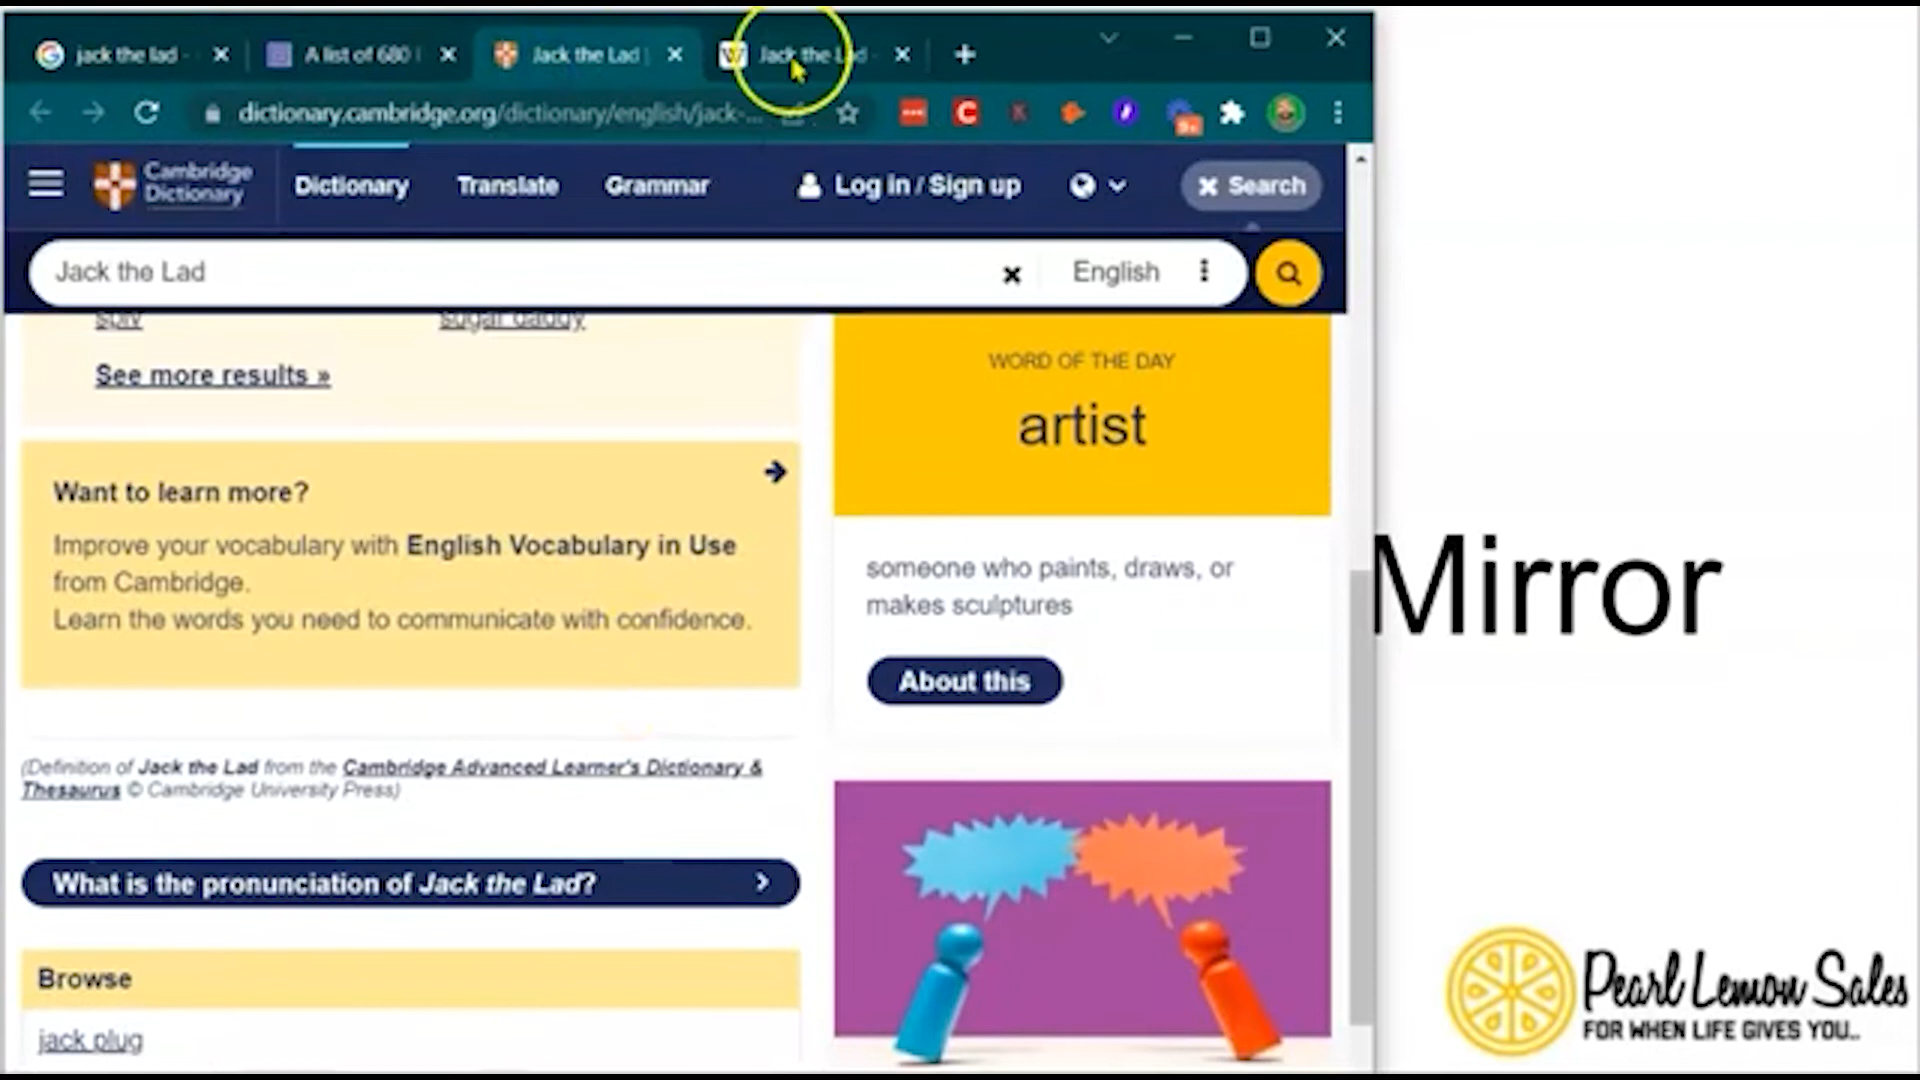 jack the lad -
A list of 680
Jack the Lad
Jack the Lad -
dictionary.cambridge.org/dictionary/english/jack-...
Cambridge
Dictionary
Dictionary
Translate
Grammar
Log in / Sign up
Search
Jack the Lad
English
spiv
sugar daddy
See more results »
Want to learn more?
Improve your vocabulary with English Vocabulary in Use
from Cambridge.
Learn the words you need to communicate with confidence.
(Definition of Jack the Lad from the Cambridge Advanced Learner's Dictionary &
Thesaurus © Cambridge University Press)
What is the pronunciation of Jack the Lad?
Browse
jack plug
WORD OF THE DAY
artist
someone who paints, draws, or
makes sculptures
About this
Mirror
Pearl Lemon Sales
FOR WHEN LIFE GIVES YOU..